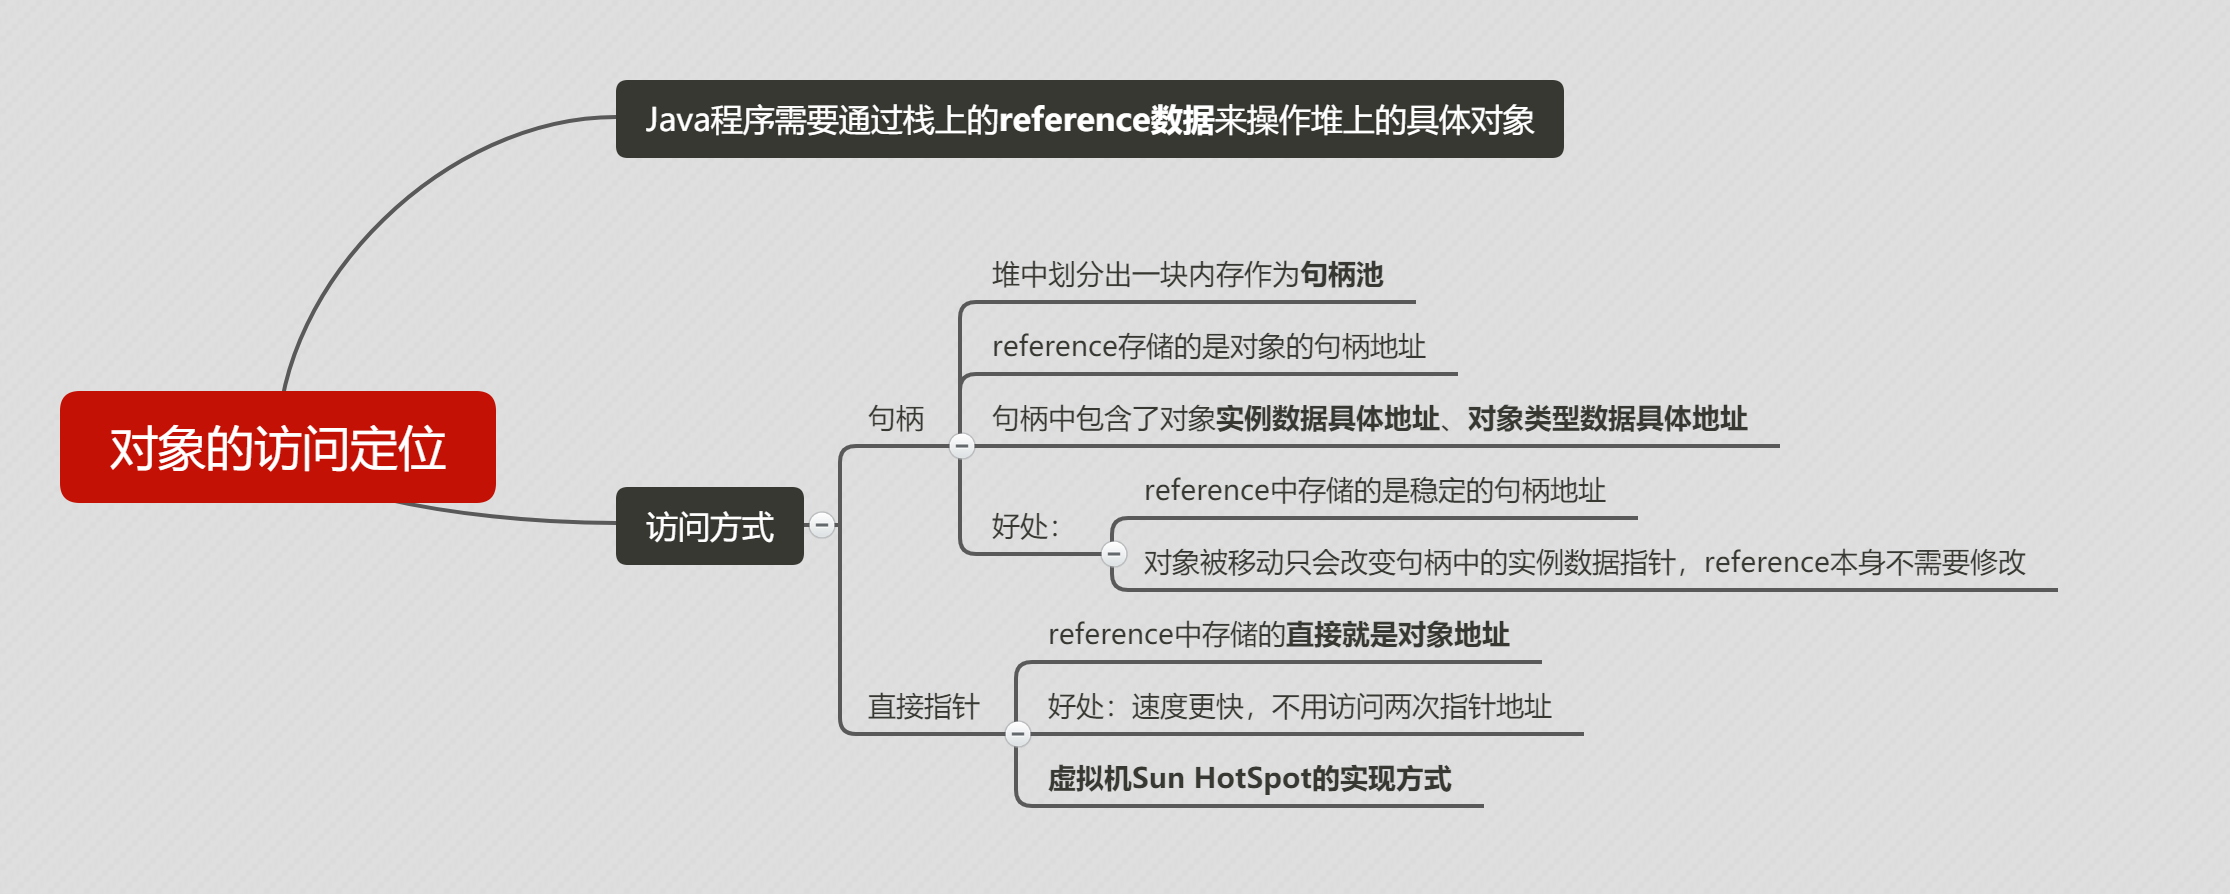 Java程序需要通过栈上的reference数据来操作堆上的具体对象
堆中划分出一块内存作为句柄池
reference存储的是对象的句柄地址
句柄
句柄中包含了对象实例数据具体地址、对象类型数据具体地址
对象的访问定位
reference中存储的是稳定的句柄地址
访问方式
好处：
对象被移动只会改变句柄中的实例数据指针，reference本身不需要修改
reference中存储的直接就是对象地址
直接指针
好处：速度更快，不用访问两次指针地址
虚拟机Sun HotSpot的实现方式